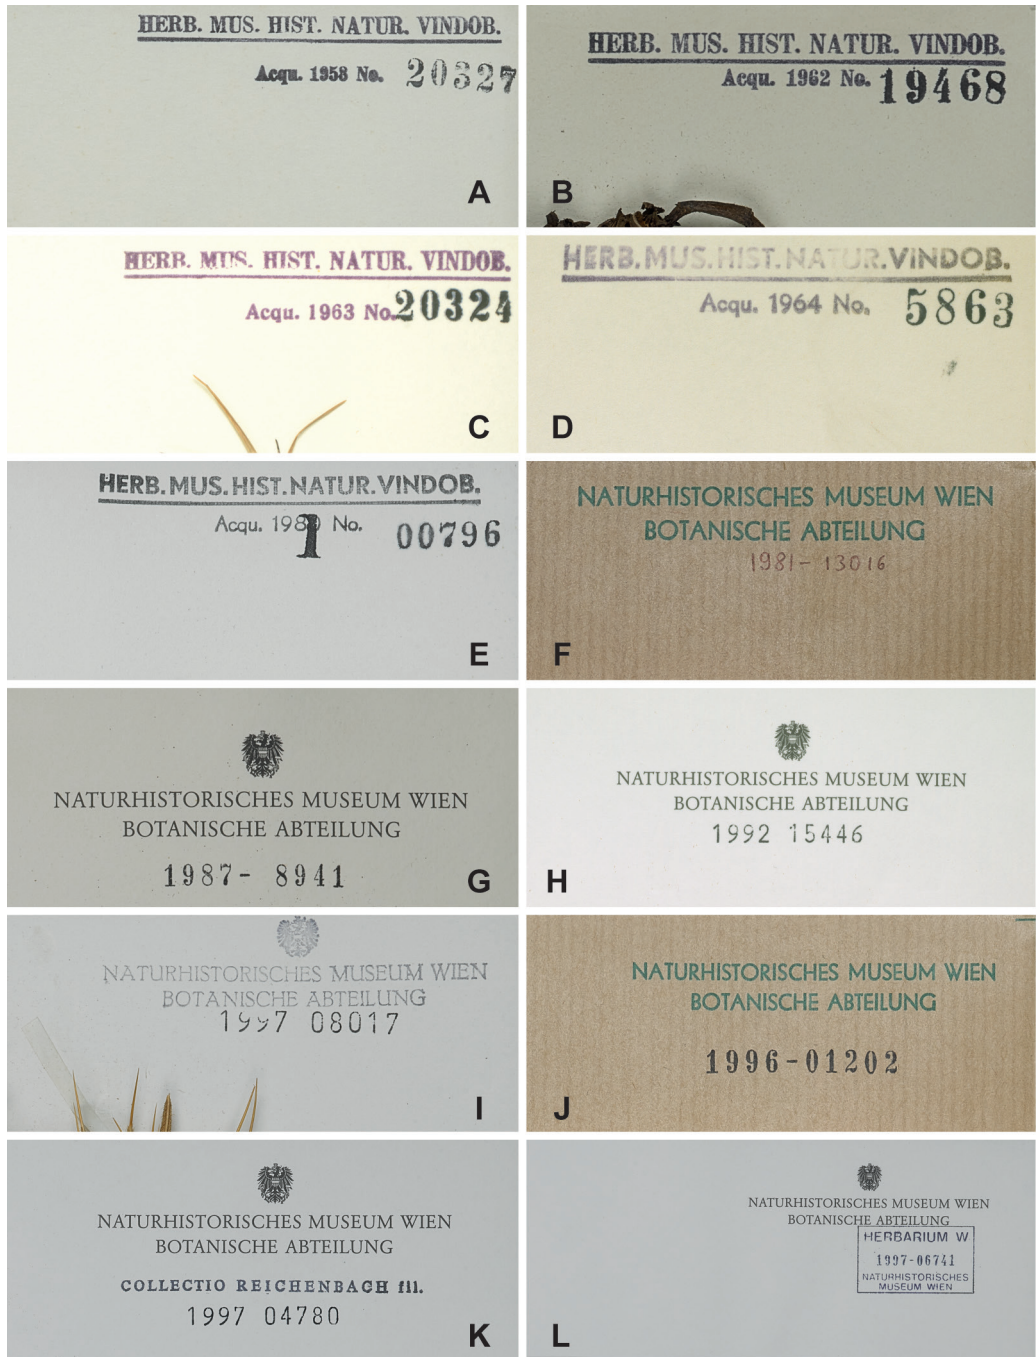 HERB. MUS. HIST. NATUR. VINDOB.
Acqu. 1958 No. 20327
A
HERB. MUS. HIST. NATUR. VINDOB.
Acqu. 1962 No. 19468
B
HERB. MUS. HIST. NATUR. VINDOB.
Acqu. 1963 No. 20324
C
HERB. MUS. HIST. NATUR. VINDOB.
Acqu. 1964 No. 5863
D
HERB. MUS. HIST. NATUR. VINDOB.
Acqu. 1981 No. 00796
E
NATURHISTORISCHES MUSEUM WIEN
BOTANISCHE ABTEILUNG
1981- 13016
F
NATURHISTORISCHES MUSEUM WIEN
BOTANISCHE ABTEILUNG
1987- 8941
G
NATURHISTORISCHES MUSEUM WIEN
BOTANISCHE ABTEILUNG
1992 15446
H
NATURHISTORISCHES MUSEUM WIEN
BOTANISCHE ABTEILUNG
1997 08017
I
NATURHISTORISCHES MUSEUM WIEN
BOTANISCHE ABTEILUNG
1996-01202
J
NATURHISTORISCHES MUSEUM WIEN
BOTANISCHE ABTEILUNG
COLLECTIO REICHENBACH fil.
1997 04780
K
NATURHISTORISCHES MUSEUM WIEN
BOTANISCHE ABTEILUNG
HERBARIUM W
1997-06741
NATURHISTORISCHES
MUSEUM WIEN
L